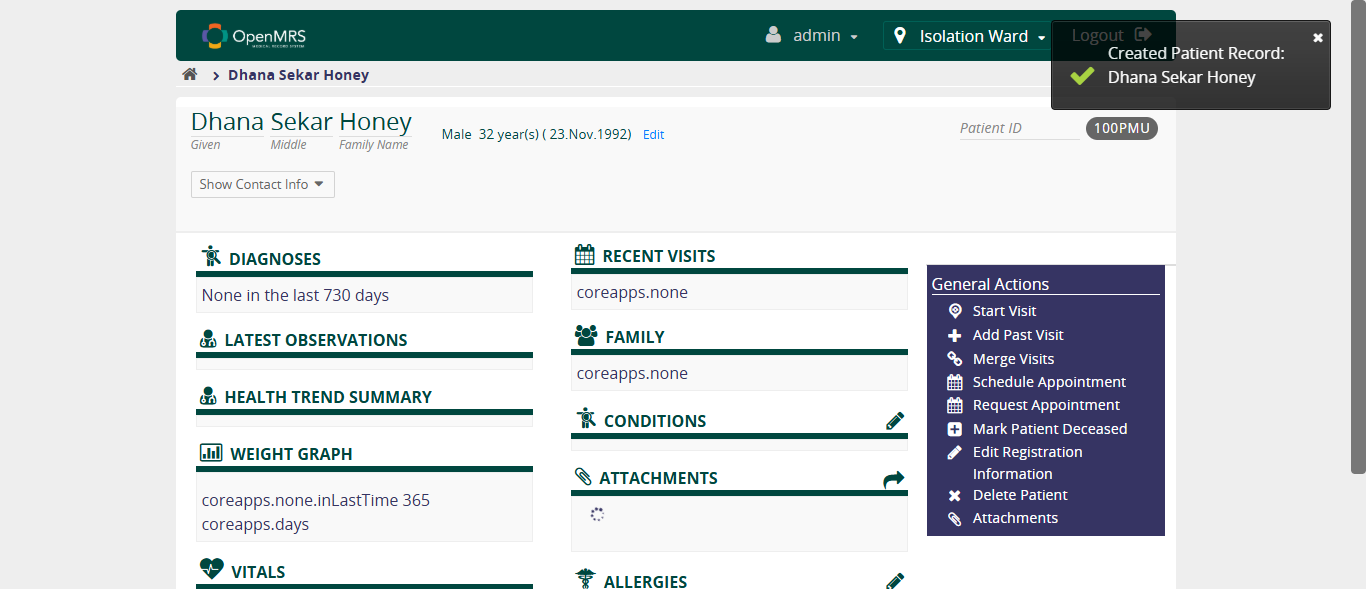 OpenMRS
MEDICAL RECORD SYSTEM
admin
Isolation Ward
Logout
Created Patient Record:
Dhana Sekar Honey
Dhana Sekar Honey
Dhana Sekar Honey
Given Middle Family Name
Male 32 year(s) ( 23.Nov.1992) Edit
Patient ID 100PMU
Show Contact Info
DIAGNOSES
None in the last 730 days
LATEST OBSERVATIONS
HEALTH TREND SUMMARY
WEIGHT GRAPH
coreapps.none.inLastTime 365
coreapps.days
VITALS
RECENT VISITS
coreapps.none
FAMILY
coreapps.none
CONDITIONS
ATTACHMENTS
ALLERGIES
General Actions
Start Visit
Add Past Visit
Merge Visits
Schedule Appointment
Request Appointment
Mark Patient Deceased
Edit Registration
Information
Delete Patient
Attachments